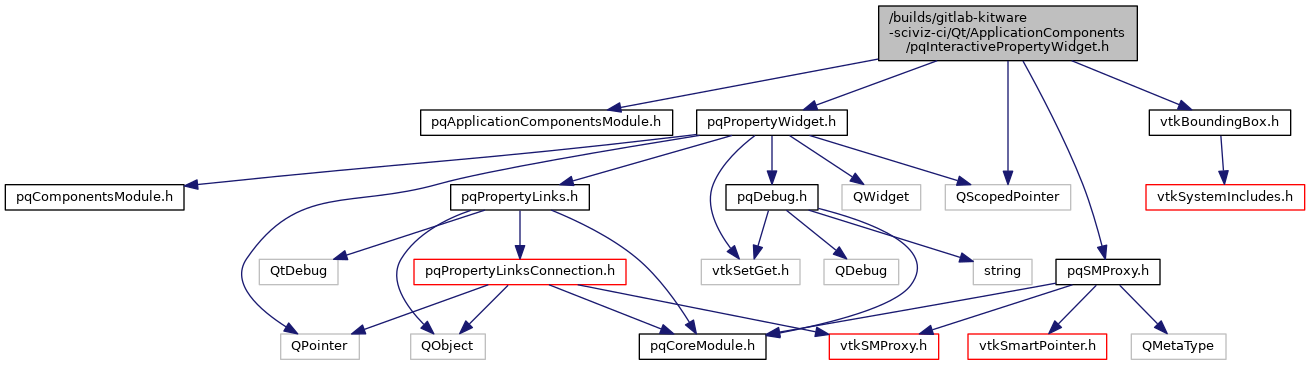 /builds/gitlab-kitware
-sciviz-ci/Qt/ApplicationComponents
/pqInteractivePropertyWidget.h
pqApplicationComponentsModule.h
pqPropertyWidget.h
vtkBoundingBox.h
pqComponentsModule.h
pqPropertyLinks.h
pqDebug.h
QWidget
QScopedPointer
vtkSystemIncludes.h
QtDebug
pqPropertyLinksConnection.h
vtkSetGet.h
QDebug
string
pqSMProxy.h
QPointer
QObject
pqCoreModule.h
vtkSMProxy.h
vtkSmartPointer.h
QMetaType